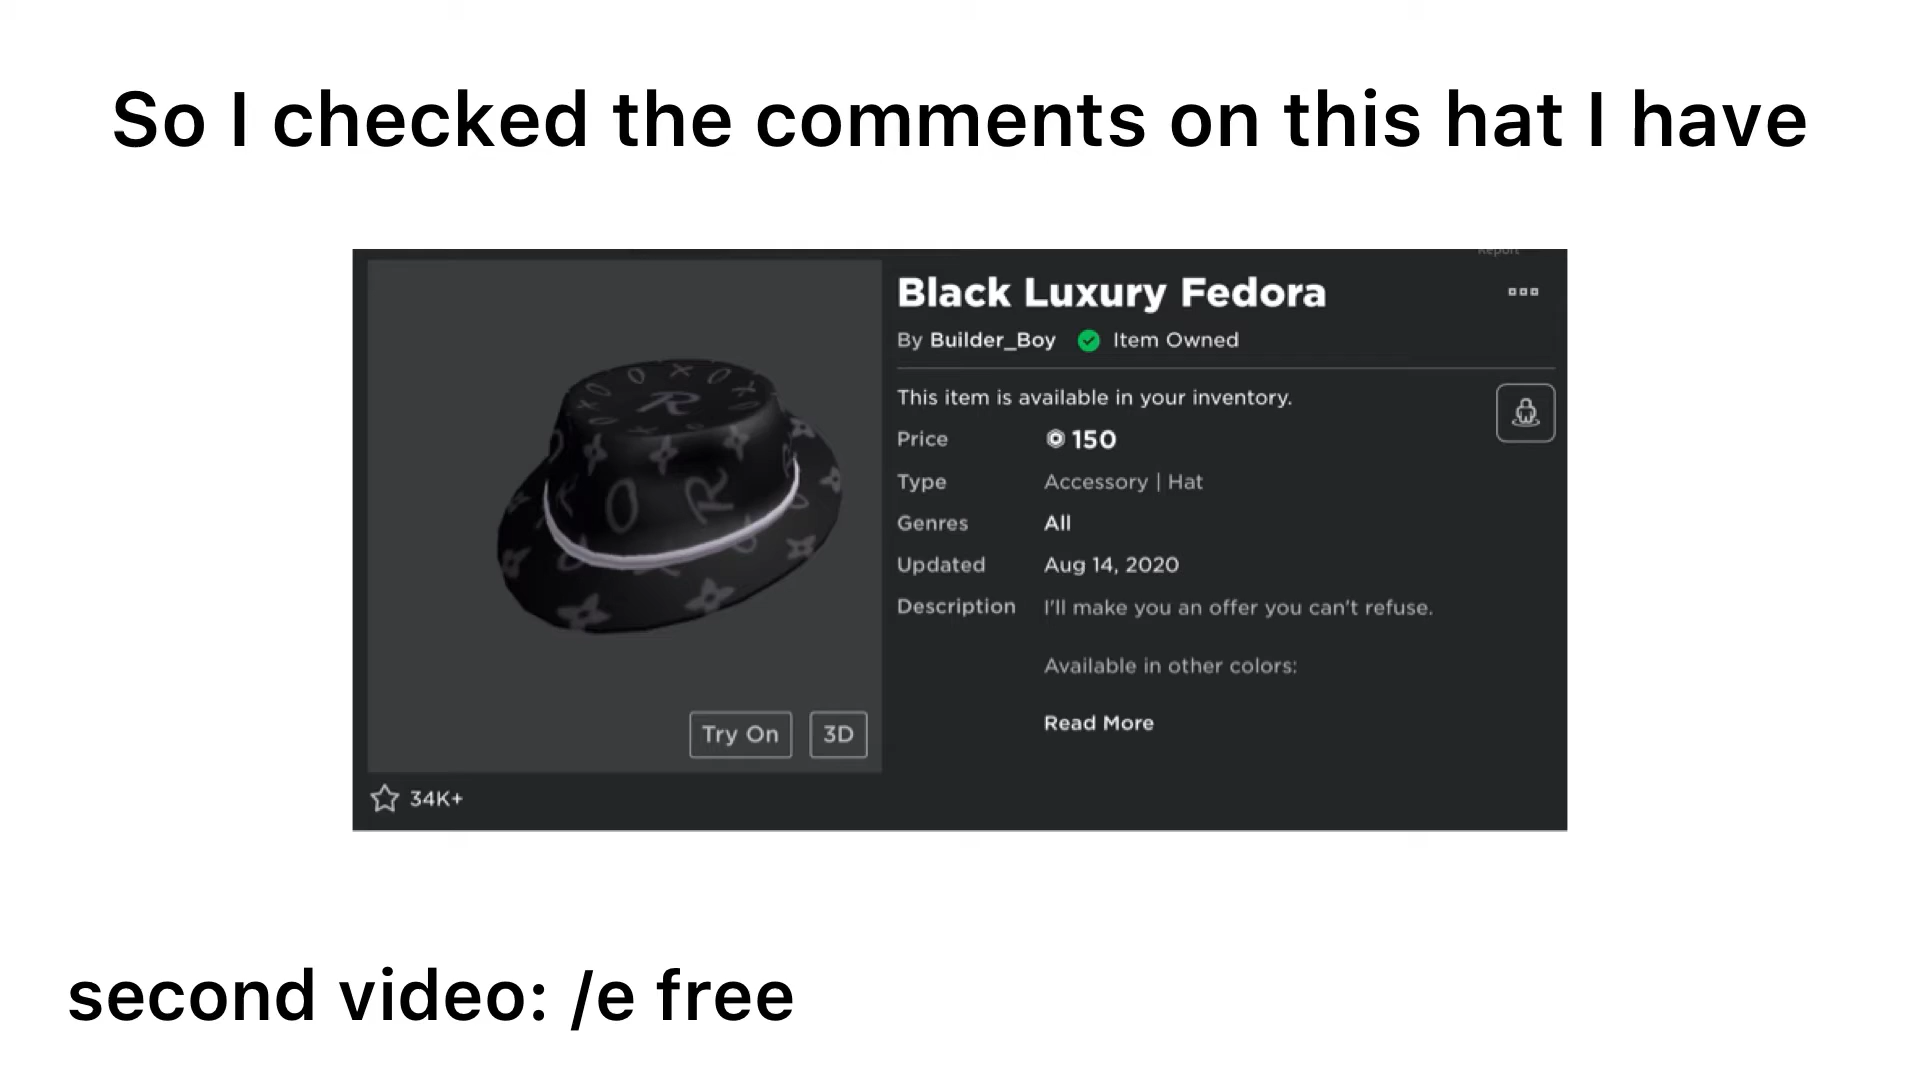 So I checked the comments on this hat I have
Report
Black Luxury Fedora
By Builder_Boy Item Owned
This item is available in your inventory.
Price 150
Type Accessory | Hat
Genres All
Updated Aug 14, 2020
Description I'll make you an offer you can't refuse.
Available in other colors:
Read More
Try On 3D
34K+
second video: /e free